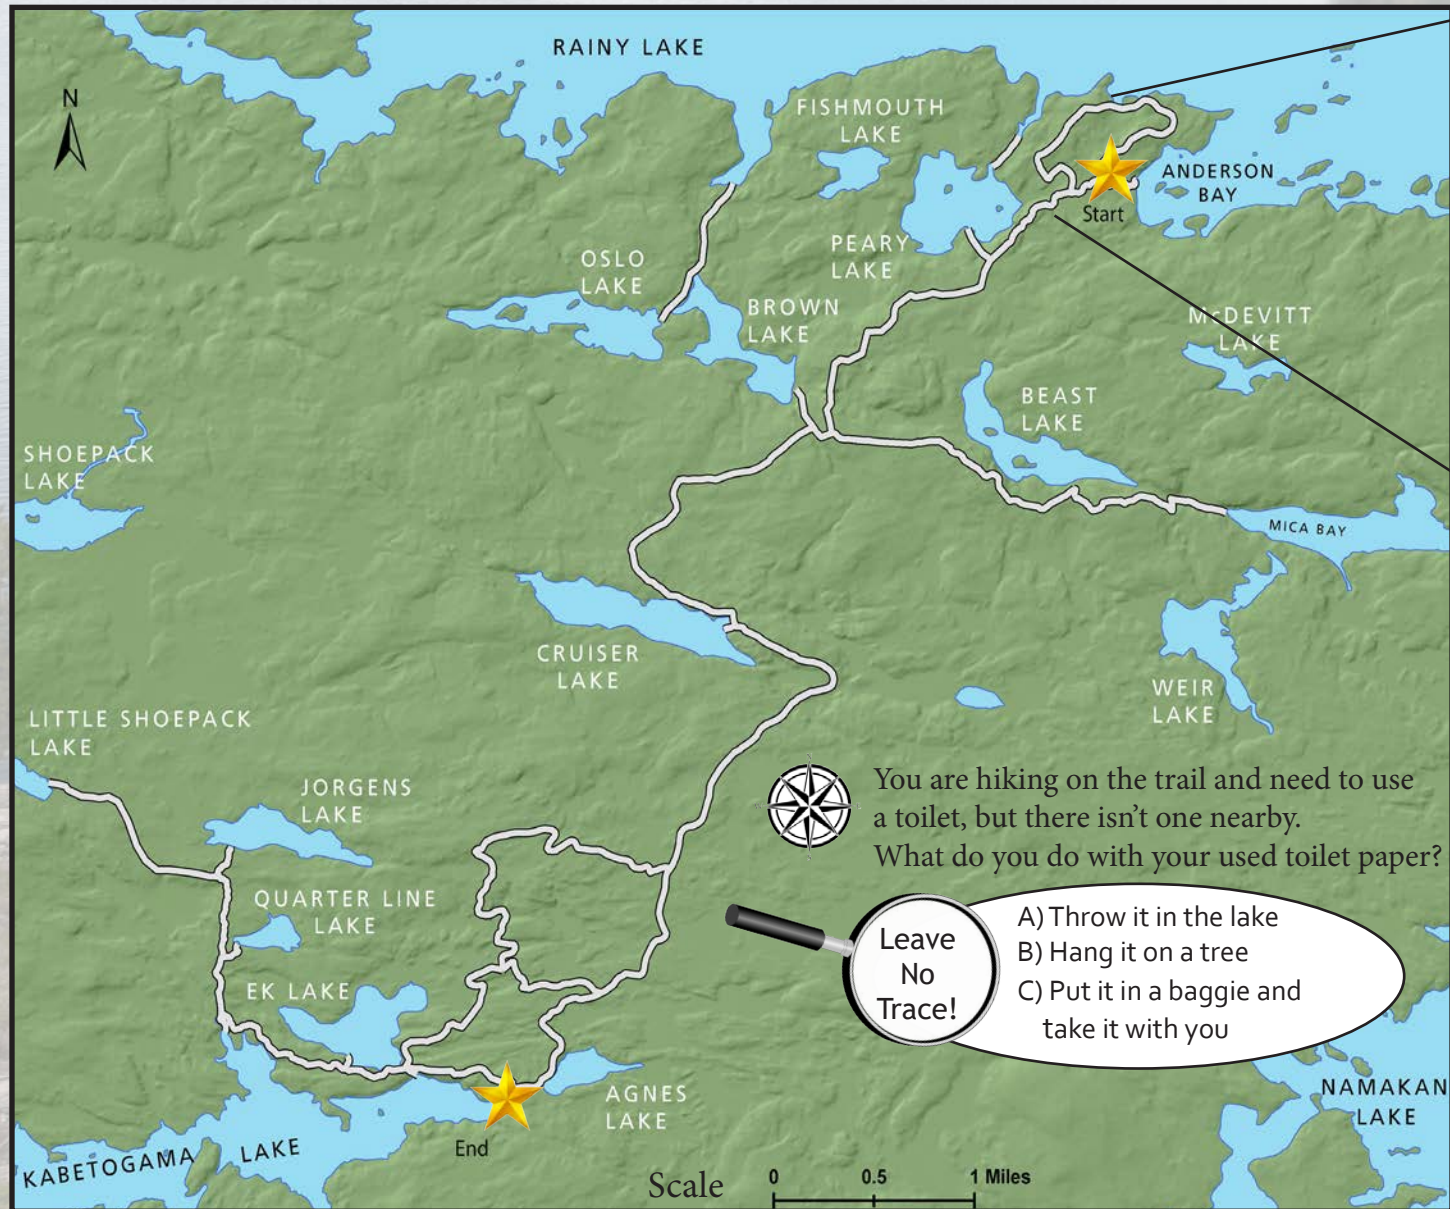 RAINY LAKE
N
FISHMOUTH
LAKE
ANDERSON
BAY
Start
PEARY
LAKE
OSLO
LAKE
BROWN
LAKE
McDEVITT
LAKE
BEAST
LAKE
SHOEPACK
LAKE
MICA BAY
CRUISER
LAKE
WEIR
LAKE
LITTLE SHOEPACK
LAKE
JORGENS
LAKE
You are hiking on the trail and need to use
a toilet, but there isn't one nearby.
What do you do with your used toilet paper?
QUARTER LINE
LAKE
Leave
No
Trace!
A) Throw it in the lake
B) Hang it on a tree
C) Put it in a baggie and
take it with you
EK LAKE
AGNES
LAKE
NAMAKAN
LAKE
End
KABETOGAMA LAKE
Scale
0 0.5 1 Miles